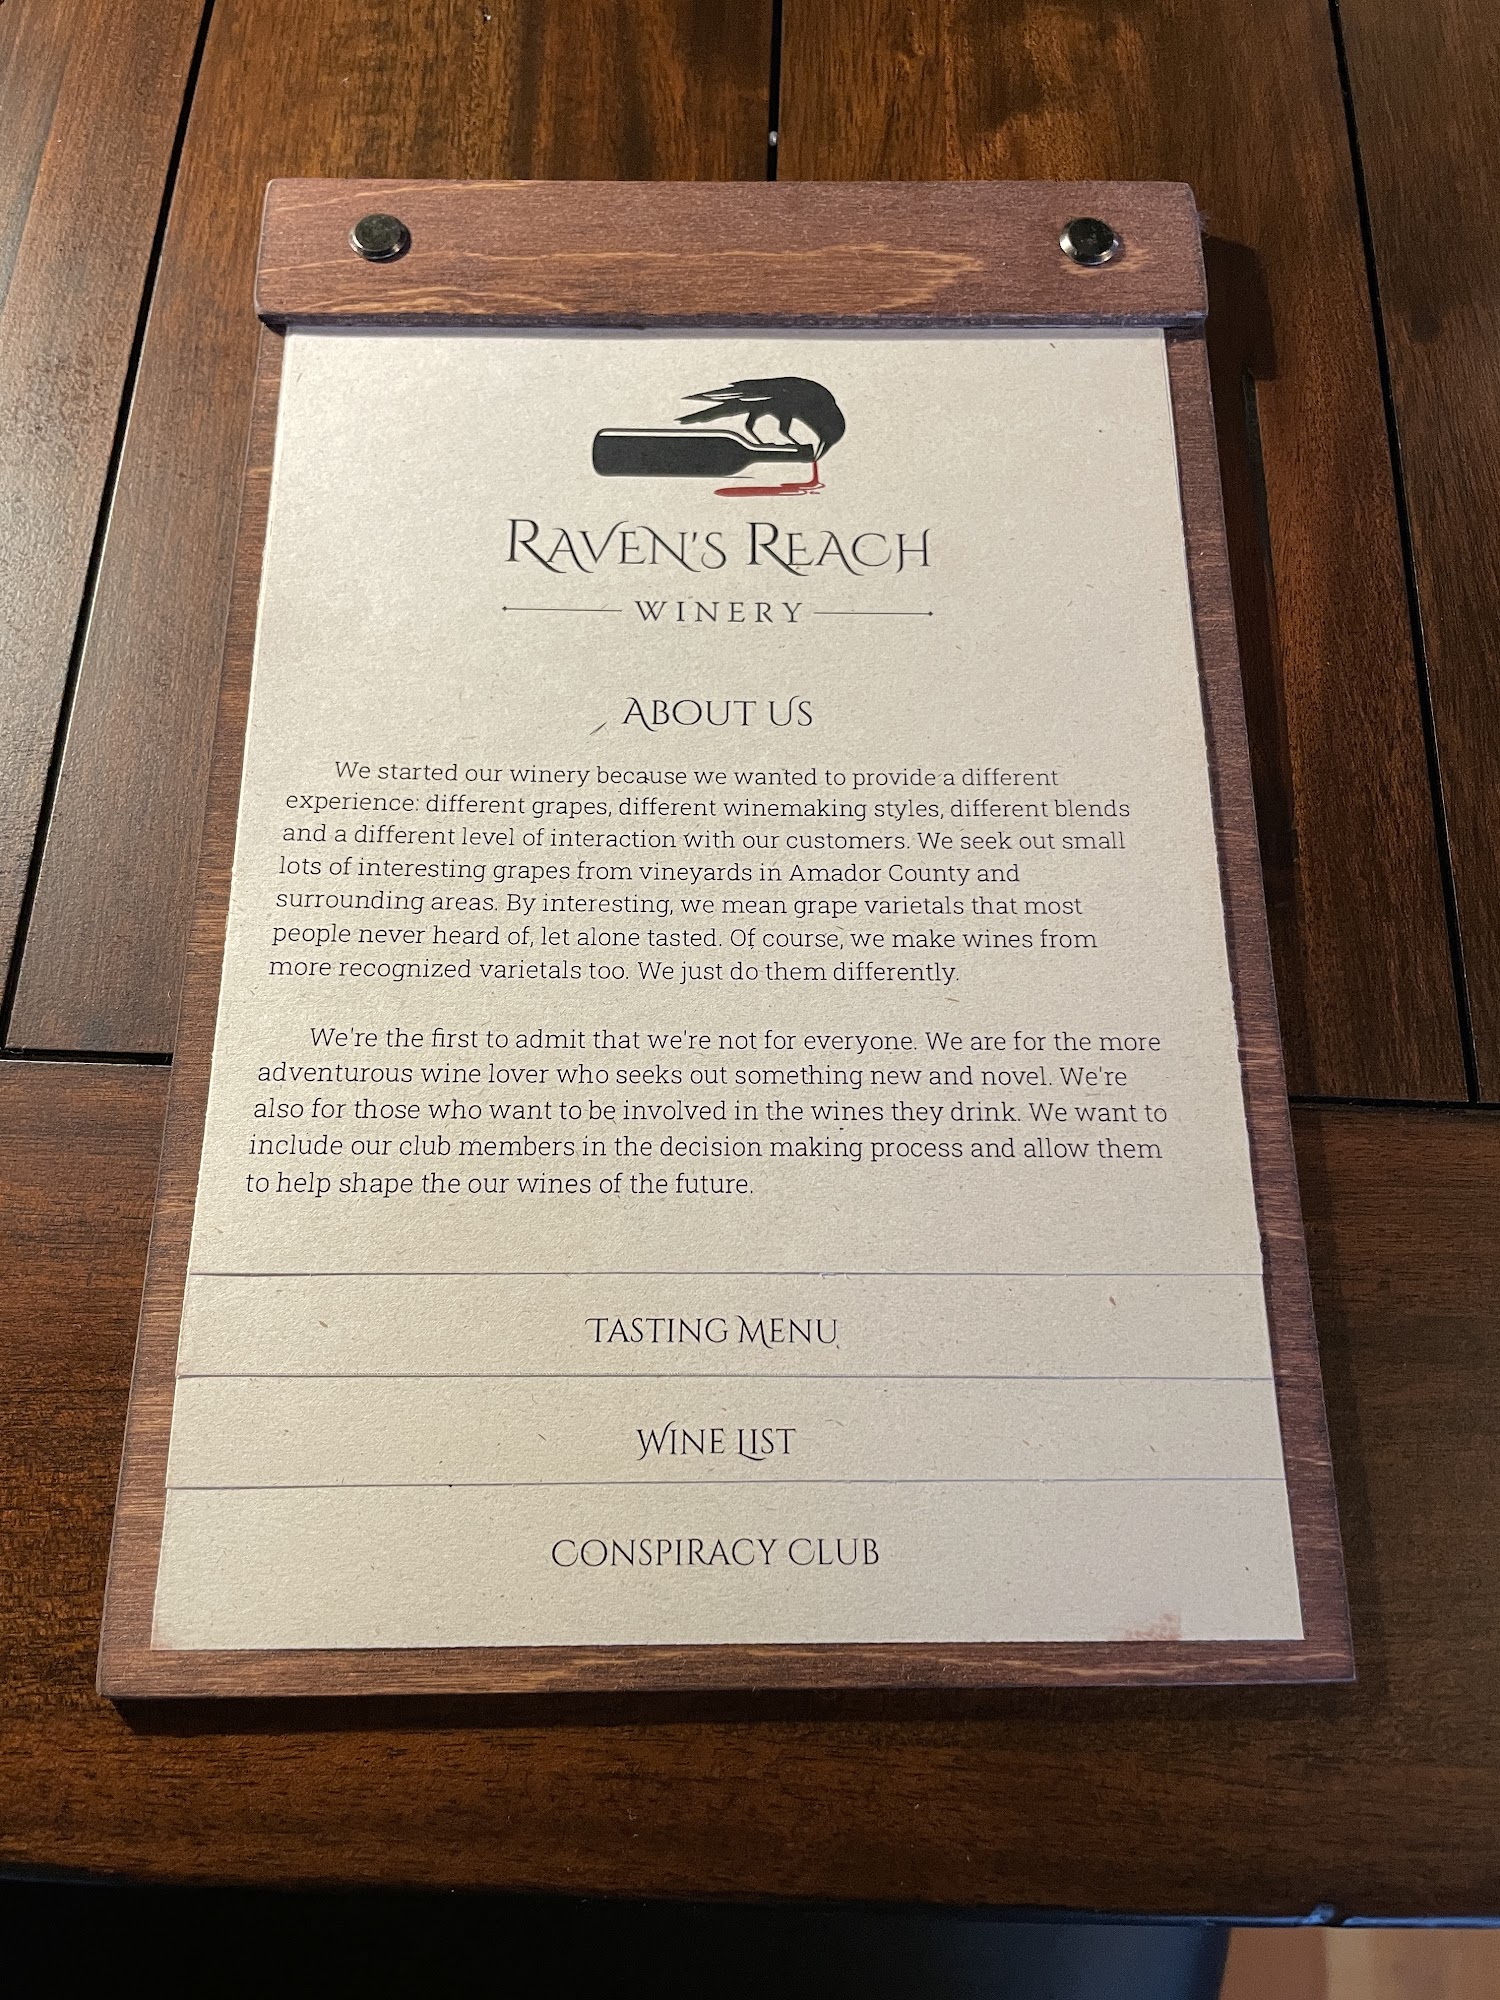 RAVEN'S REACH
WINERY
ABOUT US
We started our winery because we wanted to provide a different
experience: different grapes, different winemaking styles, different blends
and a different level of interaction with our customers. We seek out small
lots of interesting grapes from vineyards in Amador County and
surrounding areas. By interesting, we mean grape varietals that most
people never heard of, let alone tasted. Of course, we make wines from
more recognized varietals too. We just do them differently.
We're the first to admit that we're not for everyone. We are for the more
adventurous wine lover who seeks out something new and novel. We're
also for those who want to be involved in the wines they drink. We want to
include our club members in the decision making process and allow them
to help shape the our wines of the future.
TASTING MENU
WINE LIST
CONSPIRACY CLUB